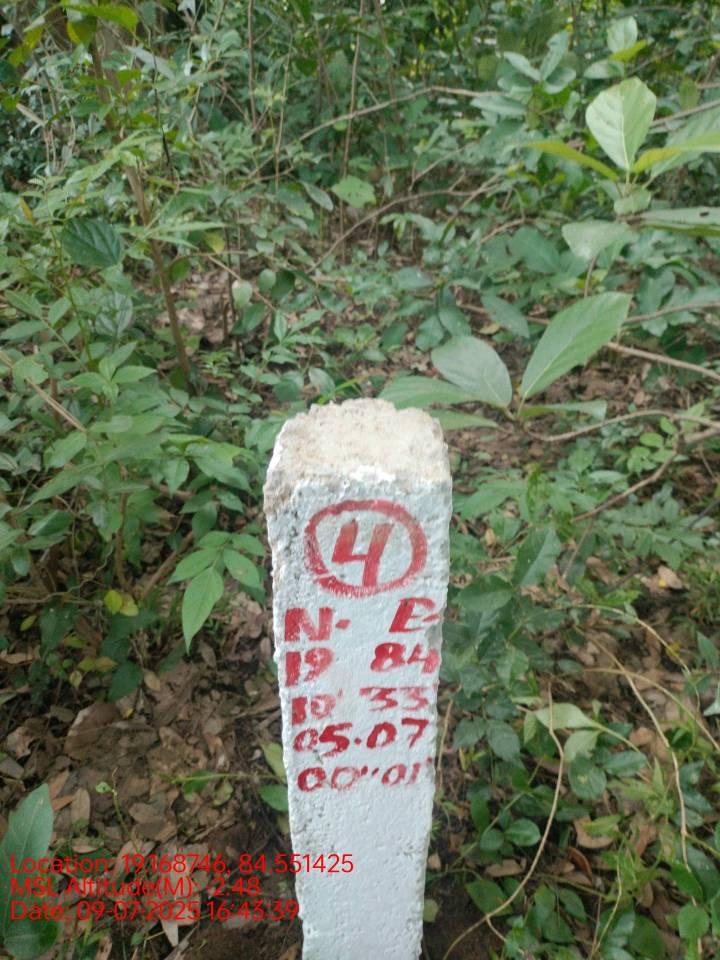 4
N. E.
19 84
10' 33
05.07
00" 01"
Location: 19.168746, 84.551425
MSL Altitude(M): -2.48
Date: 09-07-2025 16:43:39